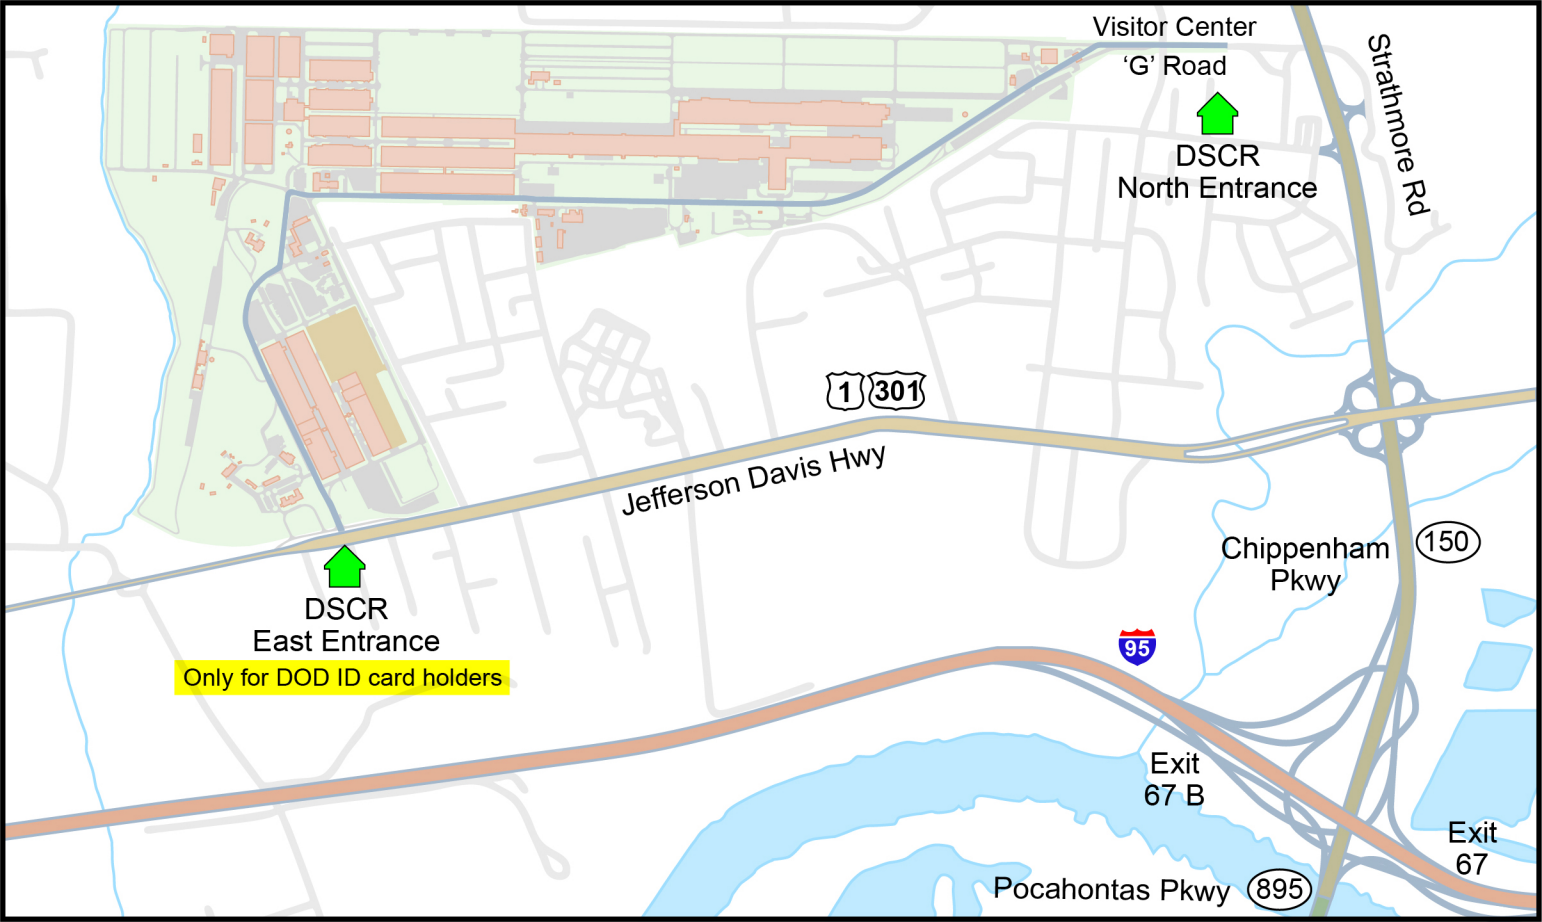 Visitor Center
‘G’ Road
Strathmore Rd
DSCR
North Entrance
1
301
Jefferson Davis Hwy
Chippenham
Pkwy
150
DSCR
East Entrance
Only for DOD ID card holders
95
Exit
67 B
Exit
67
Pocahontas Pkwy
895